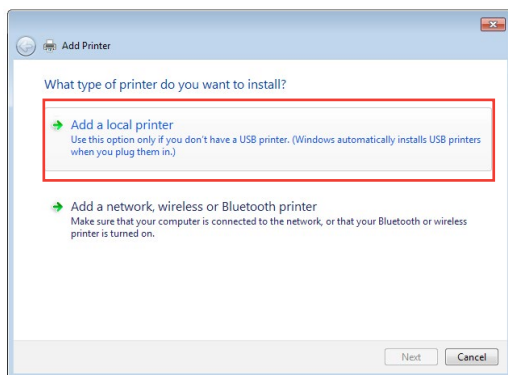 Add Printer
What type of printer do you want to install?
Add a local printer
Use this option only if you don't have a USB printer. (Windows automatically installs USB printers
when you plug them in.)
Add a network, wireless or Bluetooth printer
Make sure that your computer is connected to the network, or that your Bluetooth or wireless
printer is turned on.
Next
Cancel